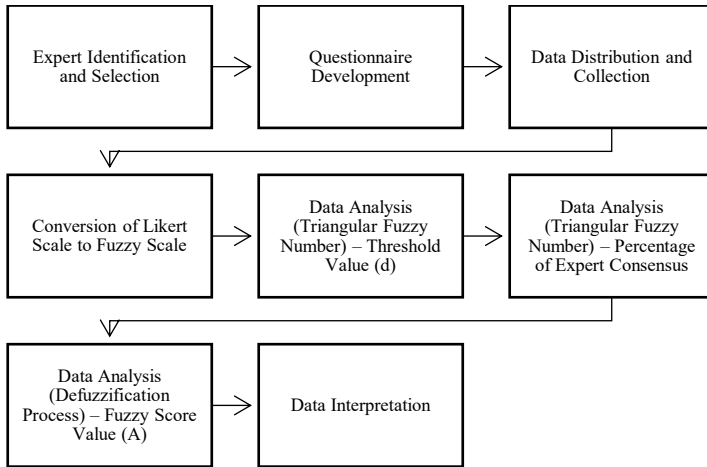 Expert Identification
and Selection
Questionnaire
Development
Data Distribution and
Collection
Conversion of Likert
Scale to Fuzzy Scale
Data Analysis
(Triangular Fuzzy
Number) – Threshold
Value (d)
Data Analysis
(Triangular Fuzzy
Number) – Percentage
of Expert Consensus
Data Analysis
(Defuzzification
Process) – Fuzzy Score
Value (A)
Data Interpretation